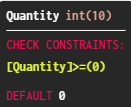 Quantity int(10)
CHECK CONSTRAINTS:
[Quantity]>=(0)
DEFAULT 0